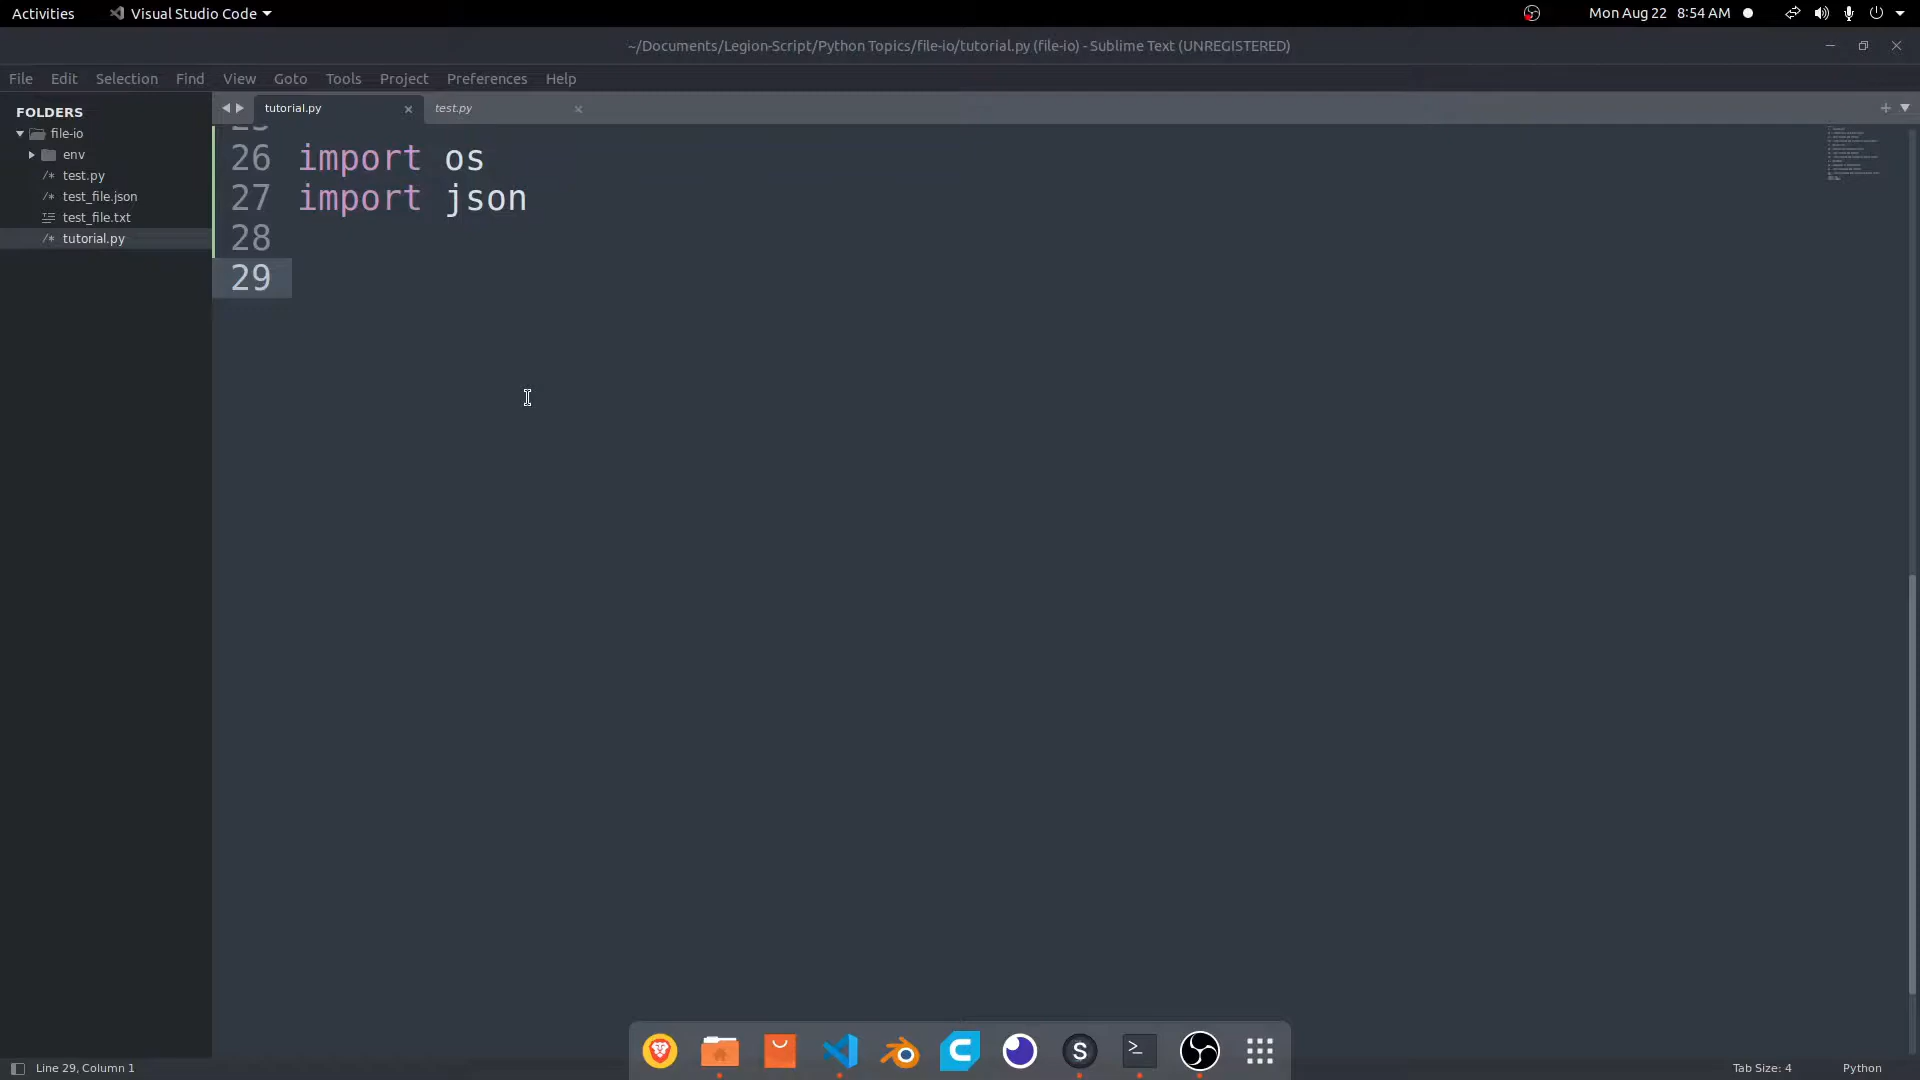 Activities
Visual Studio Code
Mon Aug 22 8:54 AM
~/Documents/Legion-Script/Python Topics/file-io/tutorial.py (file-io) - Sublime Text (UNREGISTERED)
File Edit Selection Find View Goto Tools Project Preferences Help
FOLDERS
file-io
env
/* test.py
/* test_file.json
test_file.txt
/* tutorial.py
tutorial.py
test.py
26 import os
27 import json
28
29
S
Line 29, Column 1
Tab Size: 4
Python